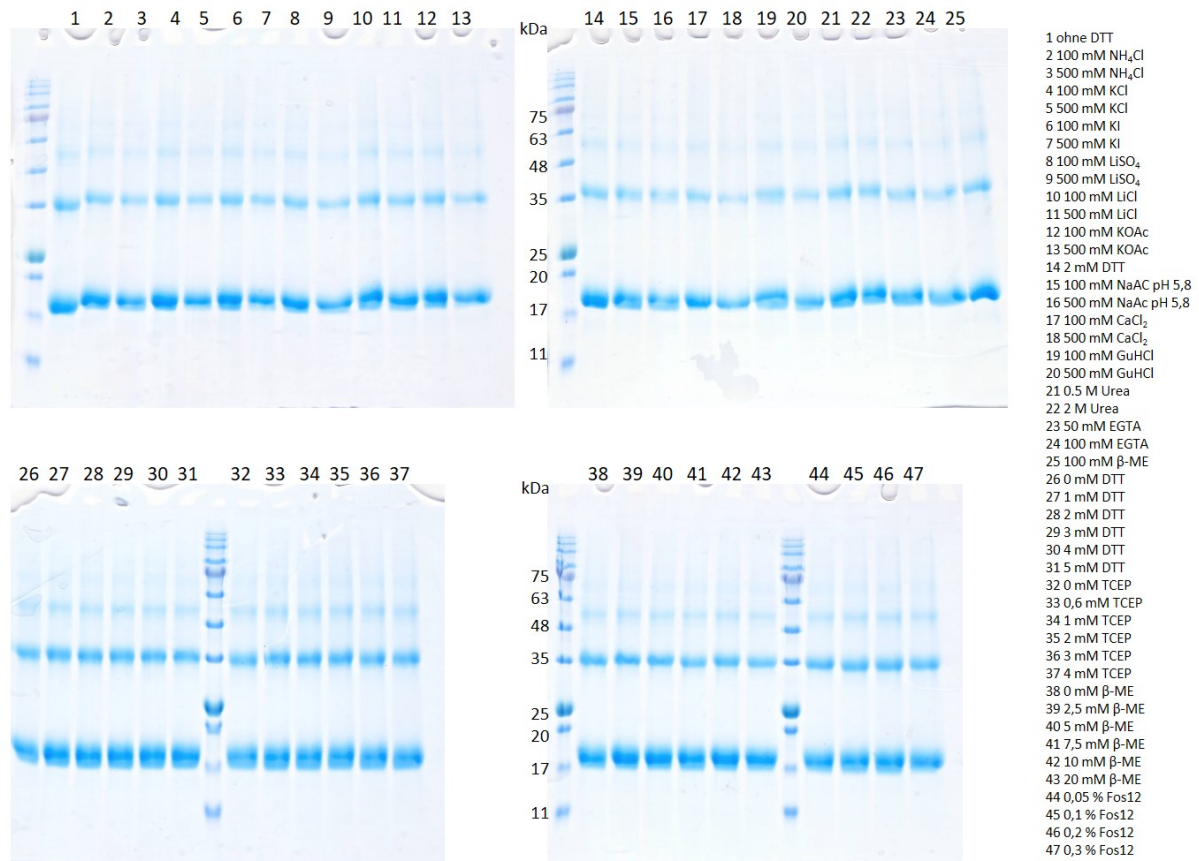 1 2 3 4 5 6 7 8 9 10 11 12 13
kDa
75
63
48
35
25
20
17
11
14 15 16 17 18 19 20 21 22 23 24 25
26 27 28 29 30 31 32 33 34 35 36 37
kDa
75
63
48
35
25
20
17
11
38 39 40 41 42 43 44 45 46 47
1 ohne DTT
2 100 mM NH₄Cl
3 500 mM NH₄Cl
4 100 mM KCl
5 500 mM KCl
6 100 mM KI
7 500 mM KI
8 100 mM LiSO₄
9 500 mM LiSO₄
10 100 mM LiCl
11 500 mM LiCl
12 100 mM KOAc
13 500 mM KOAc
14 2 mM DTT
15 100 mM NaAC pH 5,8
16 500 mM NaAc pH 5,8
17 100 mM CaCl₂
18 500 mM CaCl₂
19 100 mM GuHCl
20 500 mM GuHCl
21 0.5 M Urea
22 2 M Urea
23 50 mM EGTA
24 100 mM EGTA
25 100 mM β-ME
26 0 mM DTT
27 1 mM DTT
28 2 mM DTT
29 3 mM DTT
30 4 mM DTT
31 5 mM DTT
32 0 mM TCEP
33 0,6 mM TCEP
34 1 mM TCEP
35 2 mM TCEP
36 3 mM TCEP
37 4 mM TCEP
38 0 mM β-ME
39 2,5 mM β-ME
40 5 mM β-ME
41 7,5 mM β-ME
42 10 mM β-ME
43 20 mM β-ME
44 0,05 % Fos12
45 0,1 % Fos12
46 0,2 % Fos12
47 0,3 % Fos12